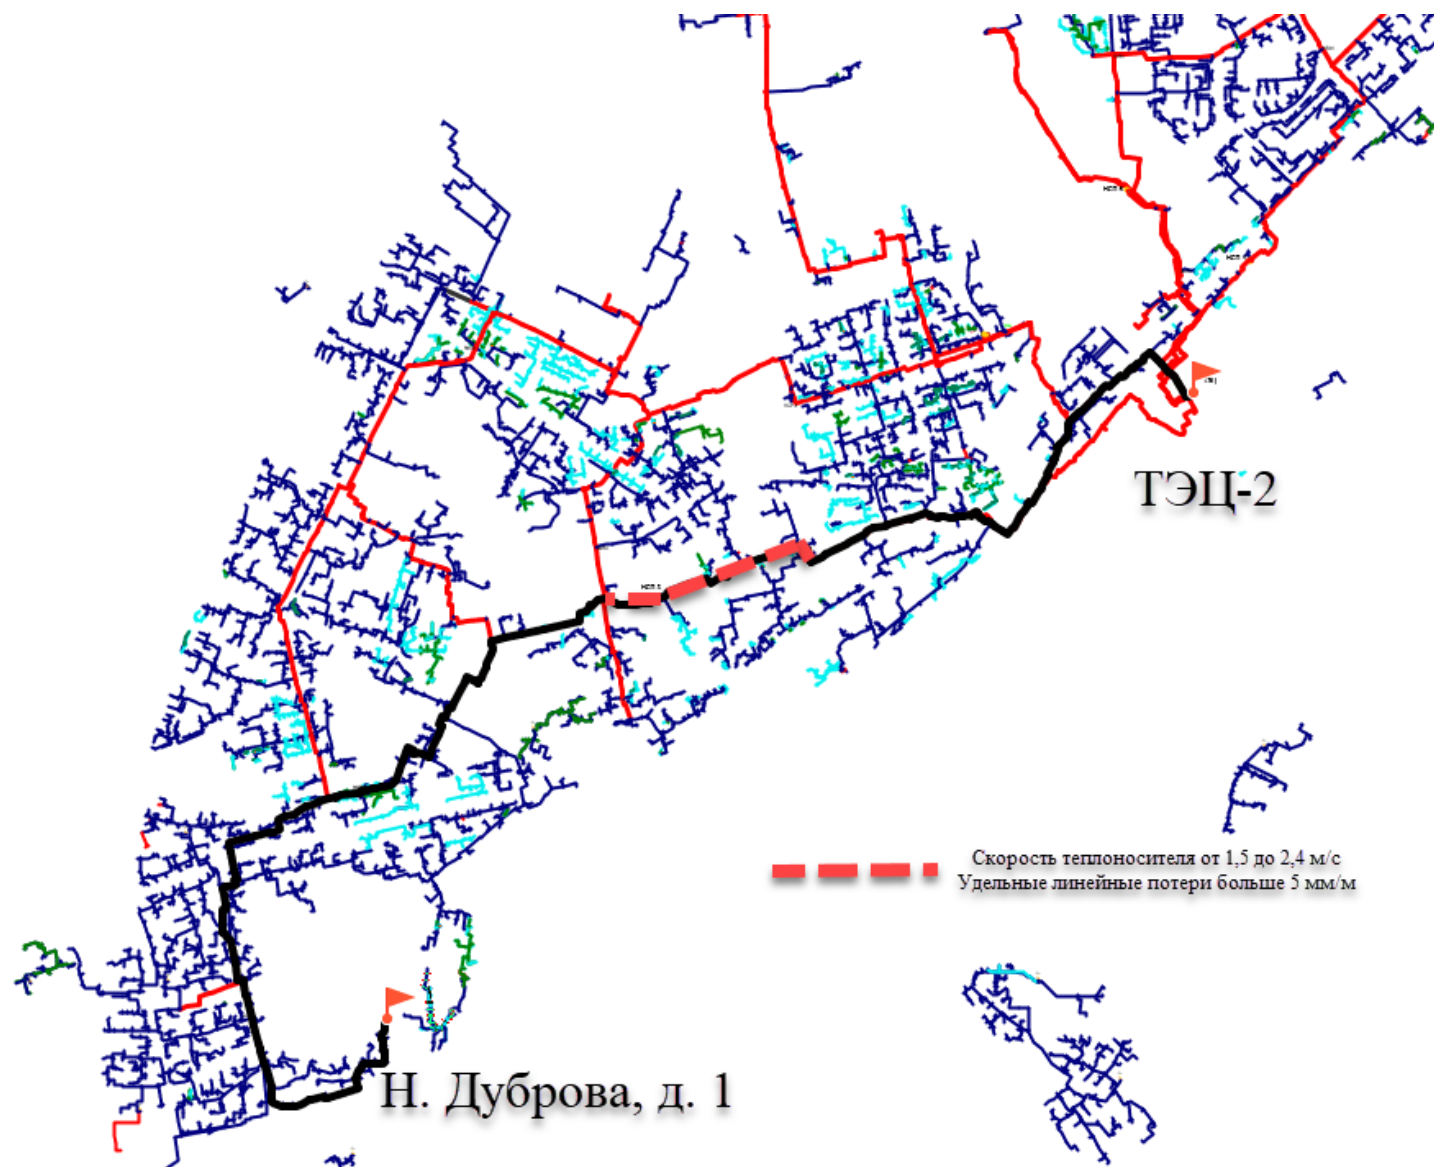 ТЭЦ-2
Скорость теплоносителя от 1,5 до 2,4 м/с
Удельные линейные потери больше 5 мм/м
Н. Дуброва, д. 1